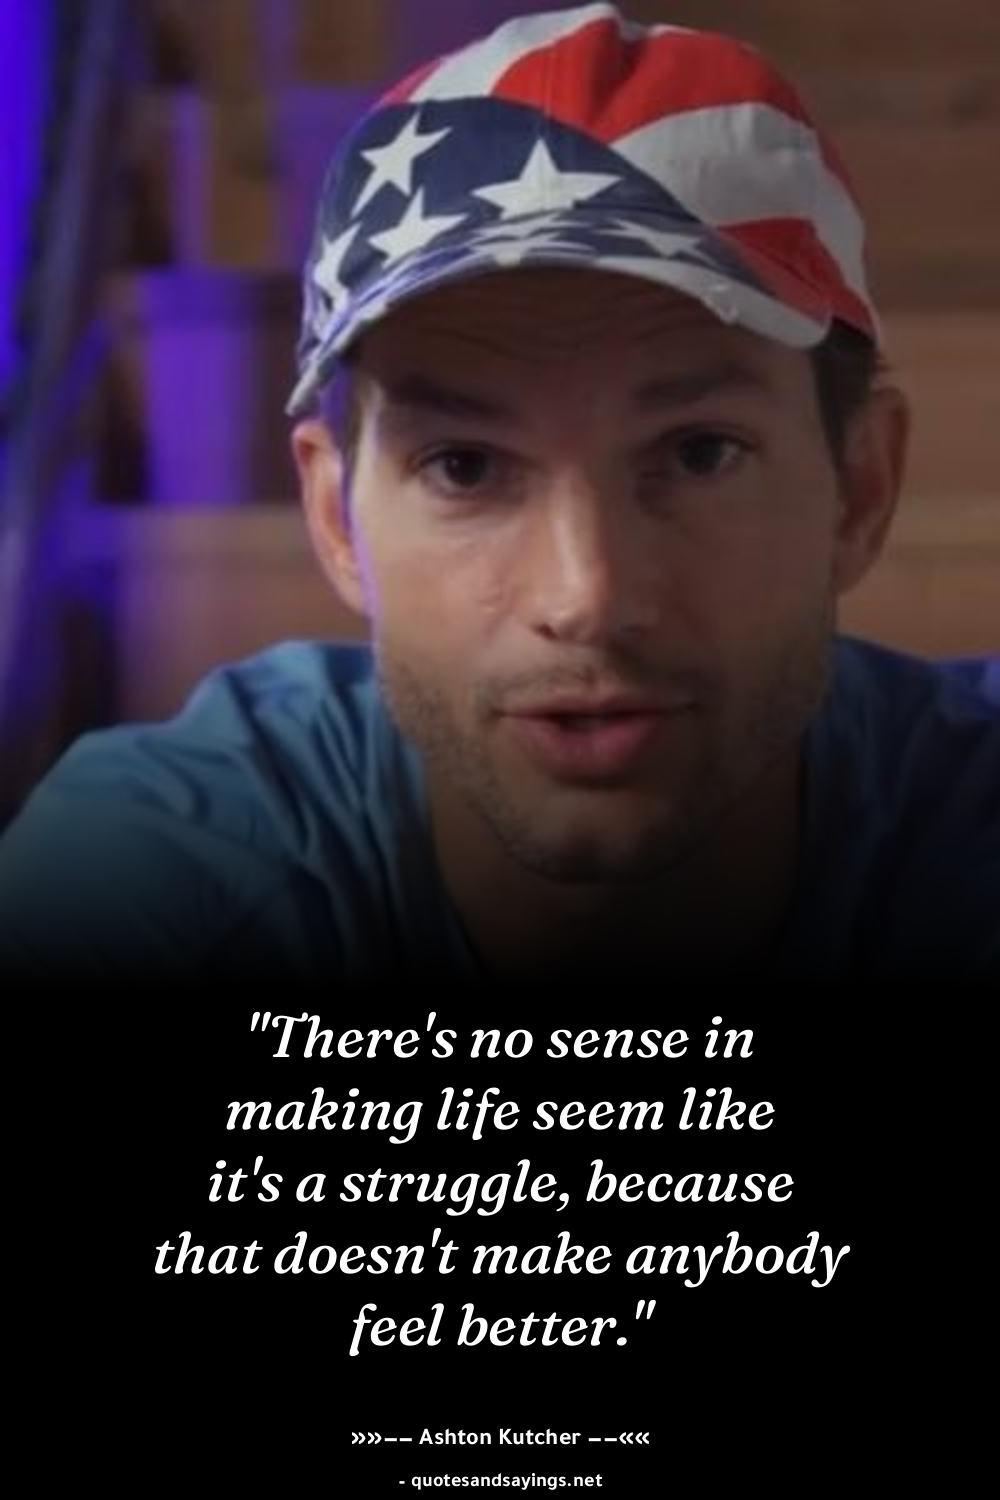 "There's no sense in
making life seem like
it's a struggle, because
that doesn't make anybody
feel better."
»»−− Ashton Kutcher −−««
- quotesandsayings.net